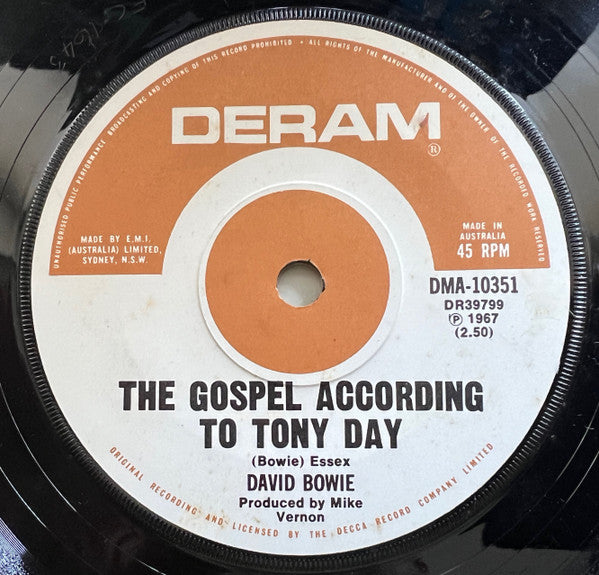 UNAUTHORISED PUBLIC PERFORMANCE BROADCASTING AND COPYING OF THIS RECORD PROHIBITED • ALL RIGHTS OF THE MANUFACTURER AND OF THE OWNER OF THE RECORDED WORK RESERVED
DERAM
®
MADE BY E.M.I.
(AUSTRALIA) LIMITED,
SYDNEY, N.S.W.
MADE IN
AUSTRALIA
45 RPM
DMA-10351
DR39799
Ⓟ 1967
(2.50)
THE GOSPEL ACCORDING
TO TONY DAY
(Bowie) Essex
DAVID BOWIE
Produced by Mike
Vernon
ORIGINAL RECORDING AND LICENSED BY THE DECCA RECORD COMPANY LIMITED